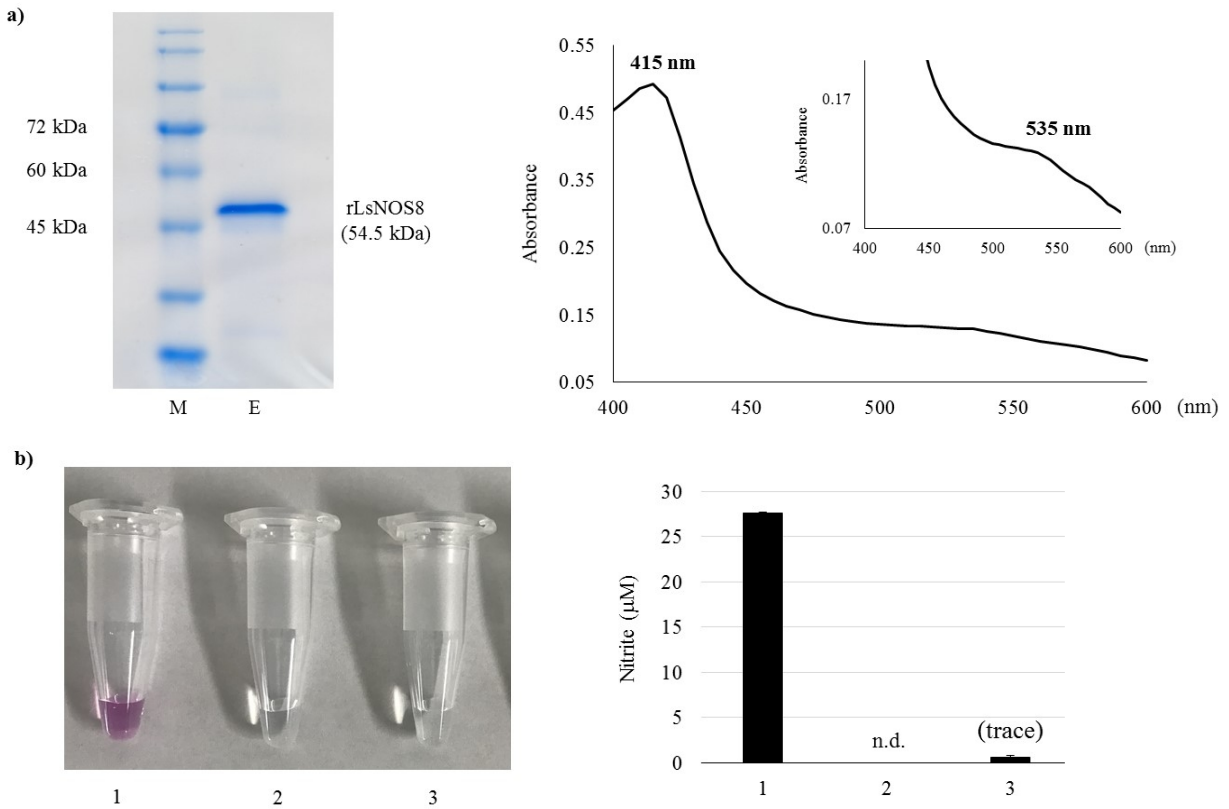 a)
72 kDa
60 kDa
45 kDa
rLsNOS8
(54.5 kDa)
M
E
Absorbance
0.55
0.45
0.35
0.25
0.15
0.05
415 nm
400
450
500
550
600
(nm)
Absorbance
0.17
0.07
535 nm
400
450
500
550
600
(nm)
b)
1
2
3
Nitrite (µM)
30
25
20
15
10
5
0
n.d.
(trace)
1
2
3